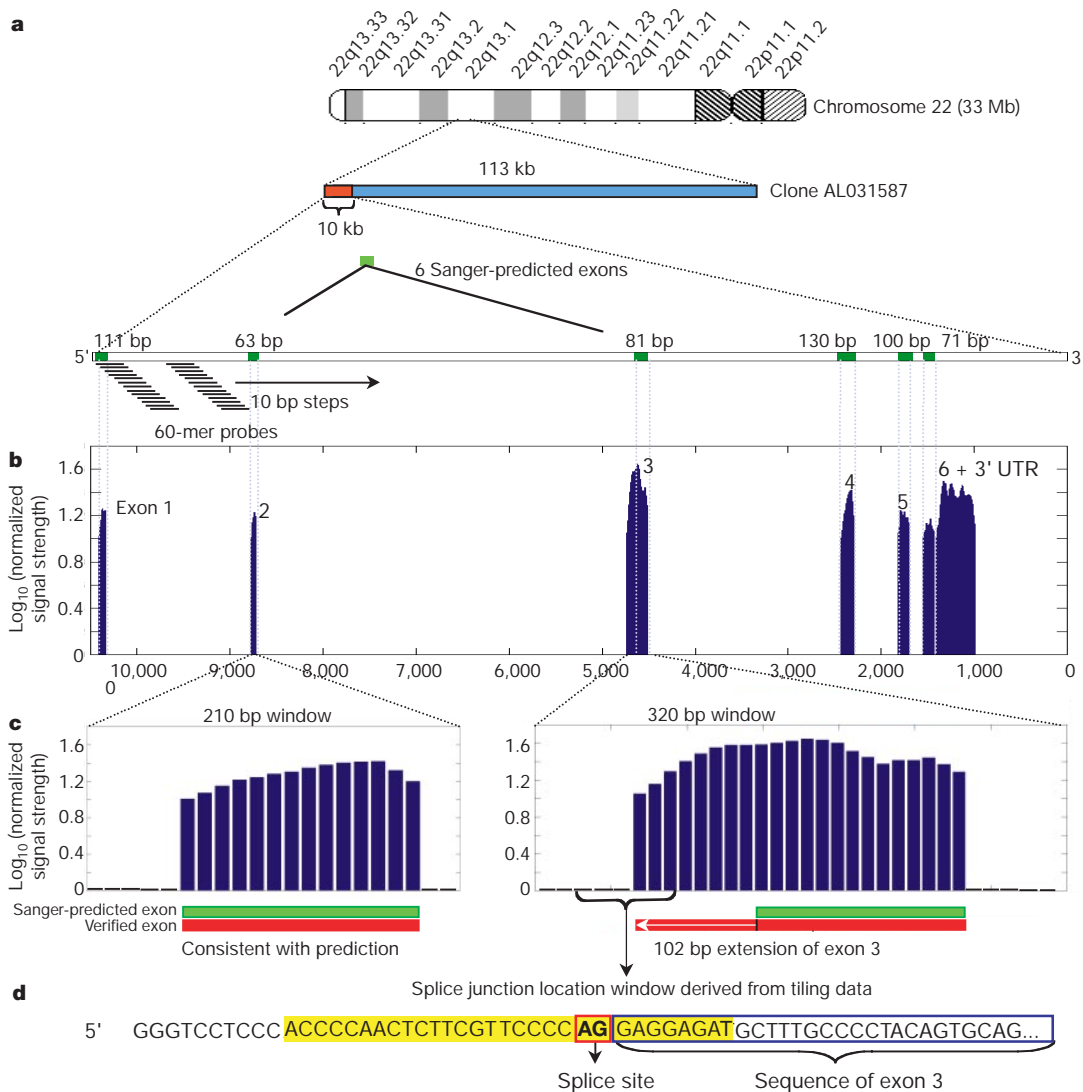 a
22q13.33 22q13.32 22q13.31 22q13.2 22q13.1 22q12.3 22q12.2 22q12.1 22q11.23 22q11.22 22q11.21 22q11.1 22p11.1 22p11.2
Chromosome 22 (33 Mb)
113 kb
Clone AL031587
10 kb
6 Sanger-predicted exons
111 bp 63 bp 81 bp 130 bp 100 bp 71 bp
5' 3
10 bp steps
60-mer probes
b
Log10 (normalized signal strength)
1.6
1.2
0.8
0.4
0
Exon 1 2 3 4 5 6 + 3' UTR
10,000 9,000 8,000 7,000 6,000 5,000 4,000 3,000 2,000 1,000 0
0
c
210 bp window 320 bp window
Log10 (normalized signal strength)
1.6 1.6
1.2 1.2
0.8 0.8
0.4 0.4
0 0
Sanger-predicted exon
Verified exon
Consistent with prediction 102 bp extension of exon 3
Splice junction location window derived from tiling data
d
5' GGGTCCTCCC ACCCCAACTCTTCGTTCCCC AG GAGGAGATGCTTTGCCCCTACAGTGCAG...
Splice site Sequence of exon 3